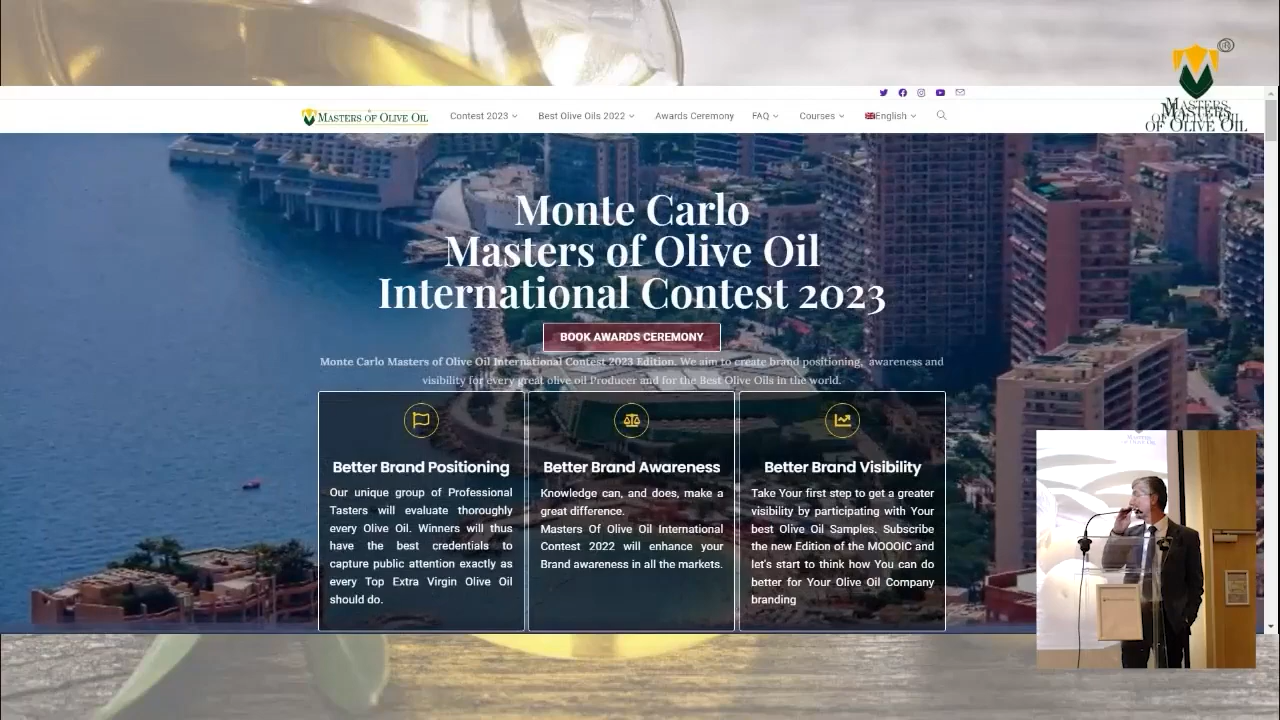 ®
MASTERS
OF OLIVE OIL
MASTERS OF OLIVE OIL
Contest 2023
Best Olive Oils 2022
Awards Ceremony
FAQ
Courses
English
Monte Carlo
Masters of Olive Oil
International Contest 2023
BOOK AWARDS CEREMONY
Monte Carlo Masters of Olive Oil International Contest 2023 Edition. We aim to create brand positioning, awareness and
visibility for every great olive oil Producer and for the Best Olive Oils in the world.
Better Brand Positioning
Our unique group of Professional
Tasters will evaluate thoroughly
every Olive Oil. Winners will thus
have the best credentials to
capture public attention exactly as
every Top Extra Virgin Olive Oil
should do.
Better Brand Awareness
Knowledge can, and does, make a
great difference.
Masters Of Olive Oil International
Contest 2022 will enhance your
Brand awareness in all the markets.
Better Brand Visibility
Take Your first step to get a greater
visibility by participating with Your
best Olive Oil Samples. Subscribe
the new Edition of the MOOOIC and
let's start to think how You can do
better for Your Olive Oil Company
branding